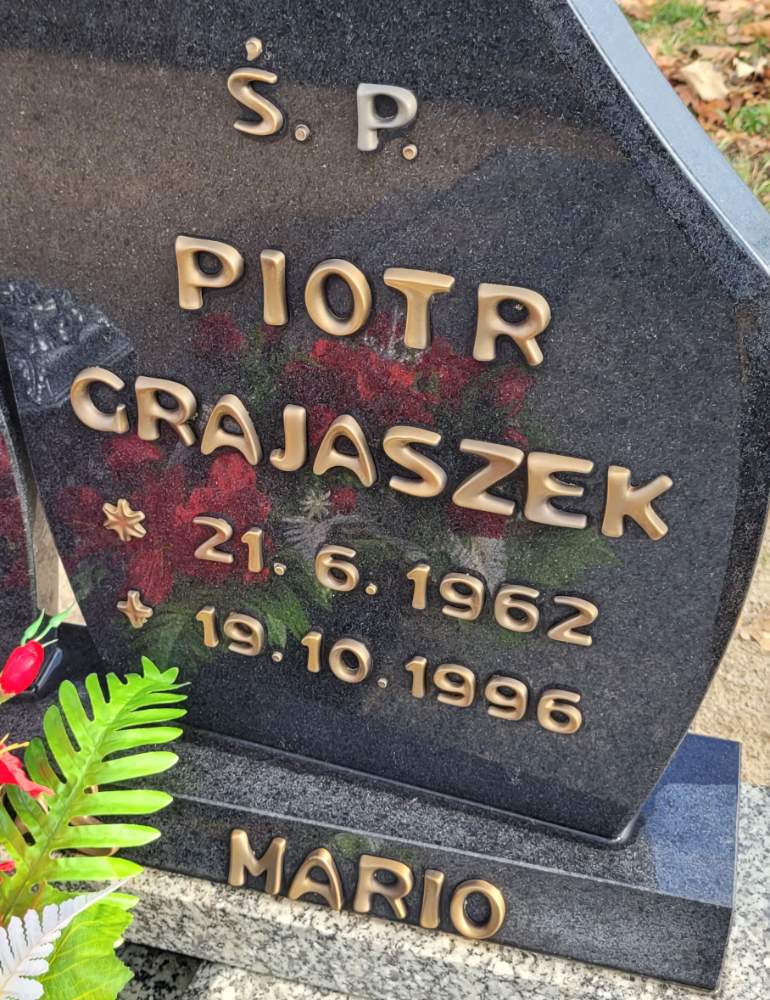 Ś. P.
PIOTR
GRAJASZEK
* 21. 6. 1962
* 19. 10. 1996
MARIO